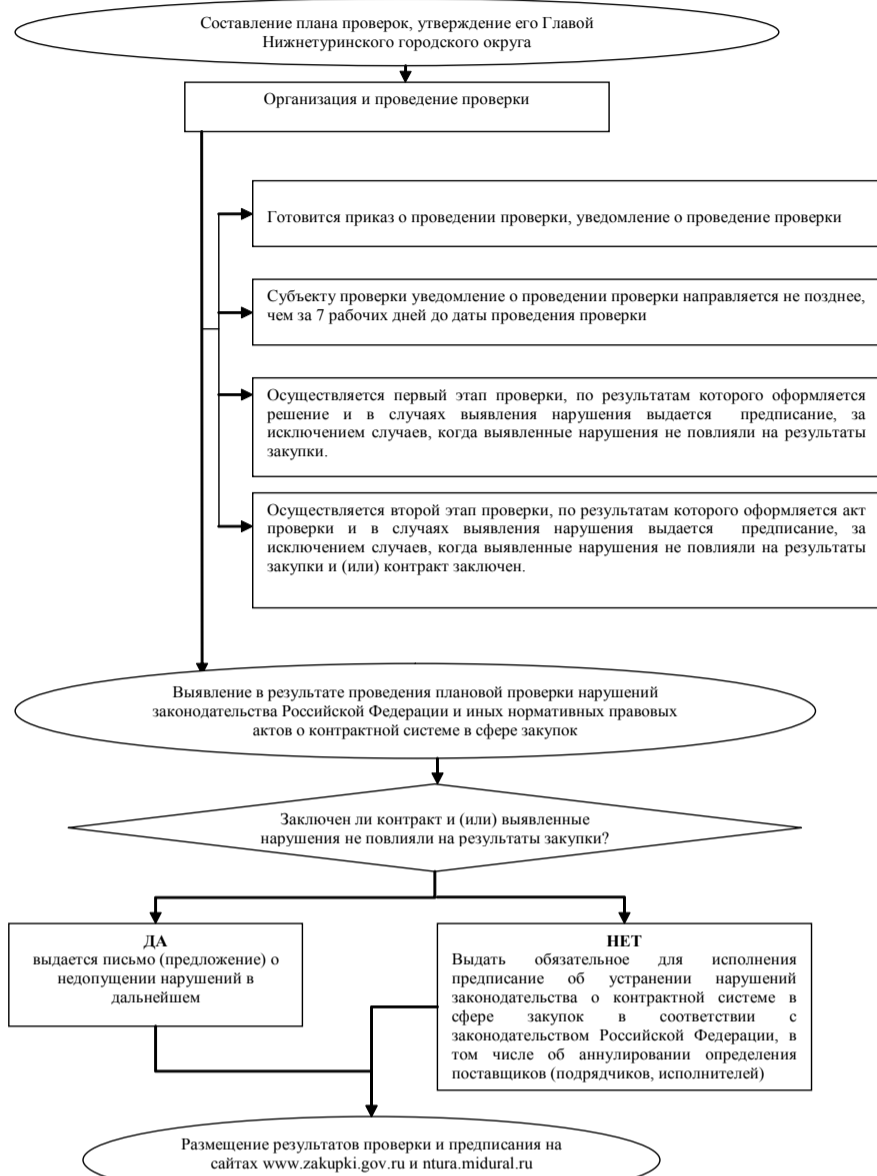 Составление плана проверок, утверждение его Главой
Нижнетуринского городского округа
Организация и проведение проверки
Готовится приказ о проведении проверки, уведомление о проведение проверки
Субъекту проверки уведомление о проведении проверки направляется не позднее,
чем за 7 рабочих дней до даты проведения проверки
Осуществляется первый этап проверки, по результатам которого оформляется
решение и в случаях выявления нарушения выдается предписание, за
исключением случаев, когда выявленные нарушения не повлияли на результаты
закупки.
Осуществляется второй этап проверки, по результатам которого оформляется акт
проверки и в случаях выявления нарушения выдается предписание, за
исключением случаев, когда выявленные нарушения не повлияли на результаты
закупки и (или) контракт заключен.
Выявление в результате проведения плановой проверки нарушений
законодательства Российской Федерации и иных нормативных правовых
актов о контрактной системе в сфере закупок
Заключен ли контракт и (или) выявленные
нарушения не повлияли на результаты закупки?
ДА
выдается письмо (предложение) о
недопущении нарушений в
дальнейшем
НЕТ
Выдать обязательное для исполнения
предписание об устранении нарушений
законодательства о контрактной системе в
сфере закупок в соответствии с
законодательством Российской Федерации, в
том числе об аннулировании определения
поставщиков (подрядчиков, исполнителей)
Размещение результатов проверки и предписания на
сайтах www.zakupki.gov.ru и ntura.midural.ru